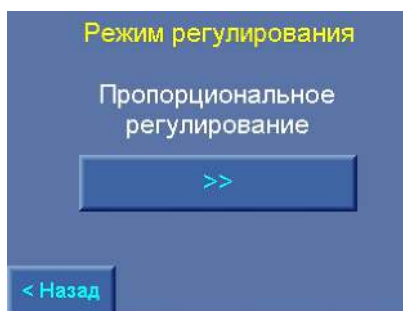 Режим регулирования
Пропорциональное
регулирование
>>
< Назад